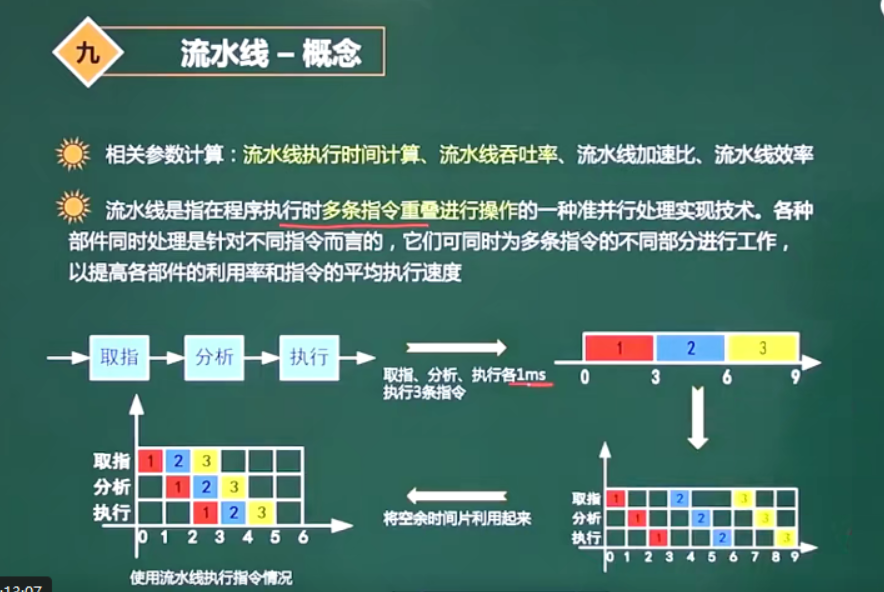 九
流水线 – 概念
相关参数计算：流水线执行时间计算、流水线吞吐率、流水线加速比、流水线效率
流水线是指在程序执行时多条指令重叠进行操作的一种准并行处理实现技术。各种
部件同时处理是针对不同指令而言的，它们可同时为多条指令的不同部分进行工作，
以提高各部件的利用率和指令的平均执行速度
取指 分析 执行
取指、分析、执行各1ms
执行3条指令
1 2 3
0 3 6 9
取指 1 2 3
分析 1 2 3
执行 1 2 3
0 1 2 3 4 5 6
使用流水线执行指令情况
将空余时间片利用起来
取指 1 2 3
分析 1 2 3
执行 1 2 3
0 1 2 3 4 5 6 7 8 9
:13:07